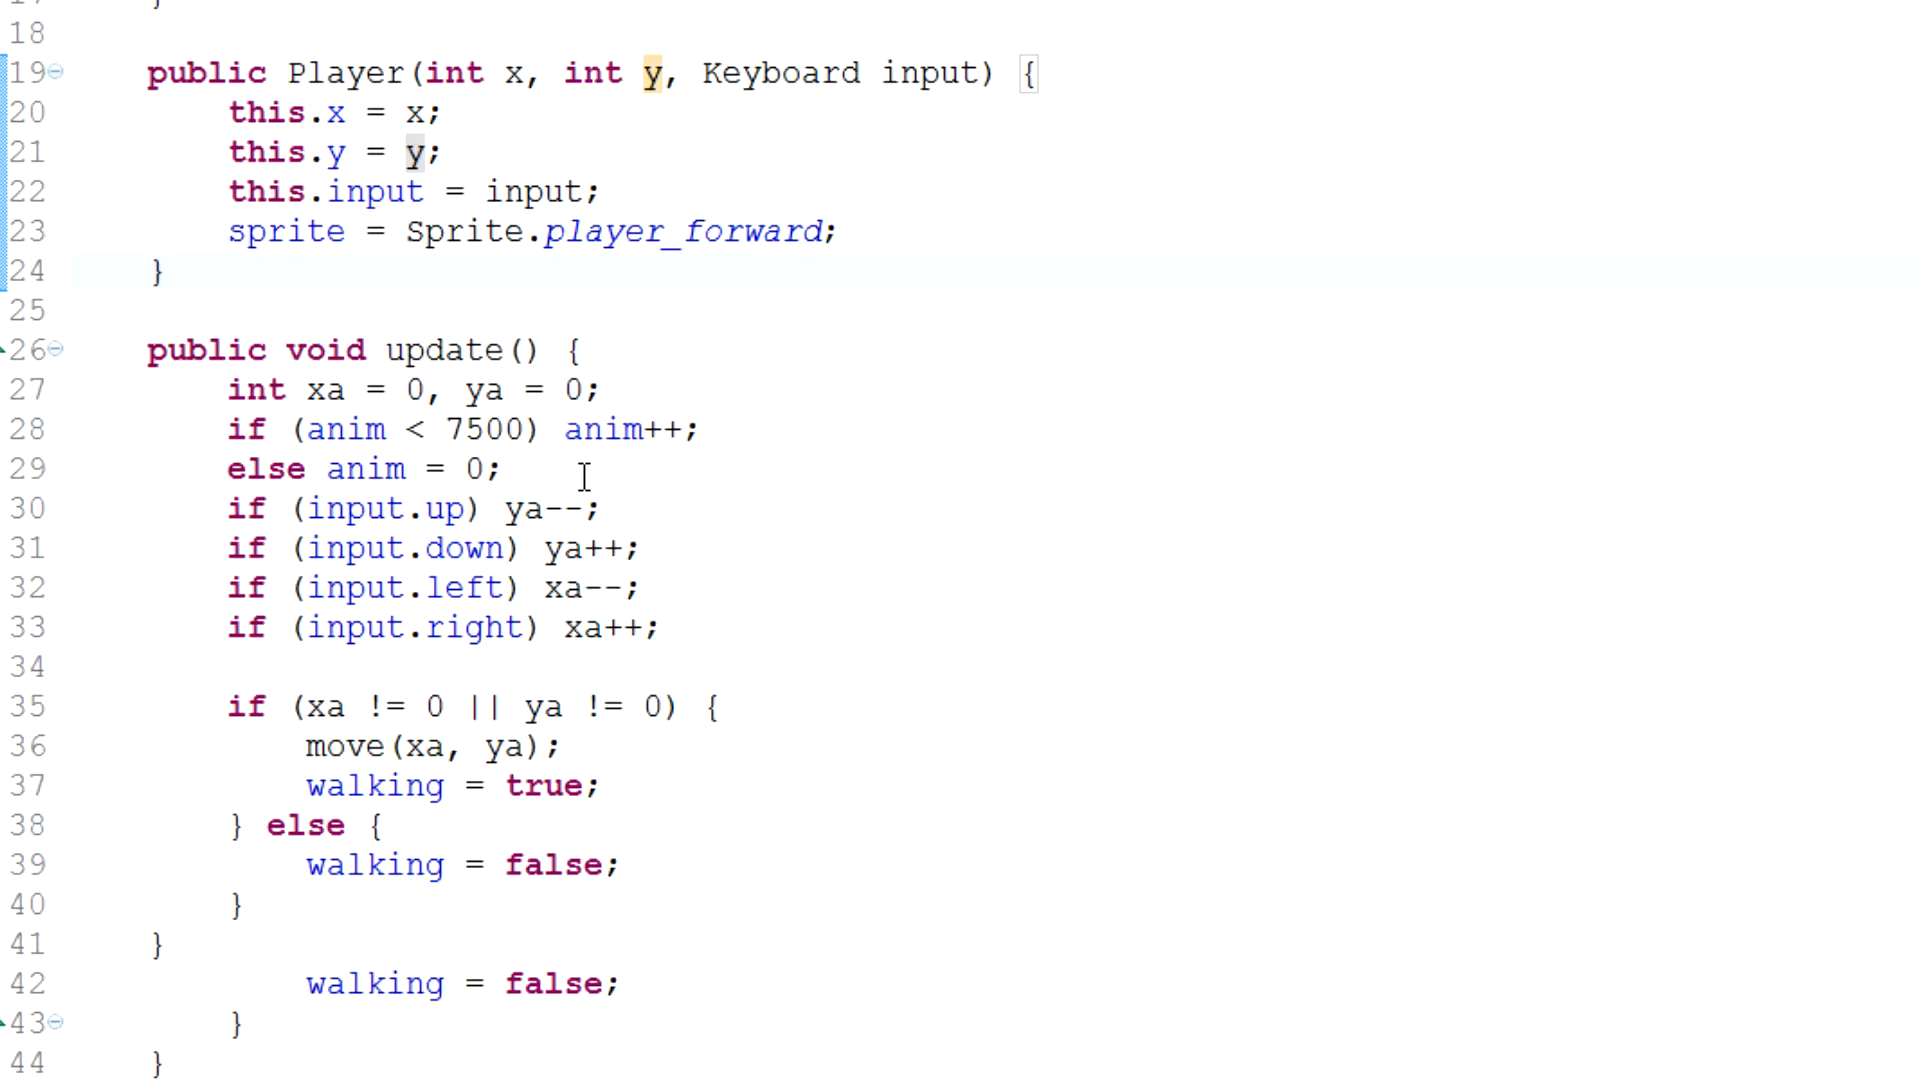 18
19 public Player(int x, int y, Keyboard input) {
20 this.x = x;
21 this.y = y;
22 this.input = input;
23 sprite = Sprite.player_forward;
24 }
25
26 public void update() {
27 int xa = 0, ya = 0;
28 if (anim < 7500) anim++;
29 else anim = 0;
30 if (input.up) ya--;
31 if (input.down) ya++;
32 if (input.left) xa--;
33 if (input.right) xa++;
34
35 if (xa != 0 || ya != 0) {
36 move(xa, ya);
37 walking = true;
38 } else {
39 walking = false;
40 }
41 }
42 walking = false;
43 }
44 }